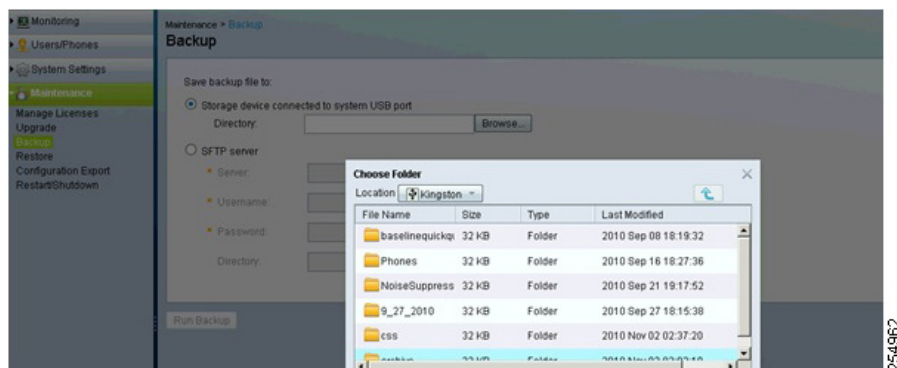 Monitoring
Users/Phones
System Settings
Maintenance
Manage Licenses
Upgrade
Backup
Restore
Configuration Export
Restart/Shutdown
Maintenance > Backup
Backup
Save backup file to:
Storage device connected to system USB port
Directory:
Browse...
SFTP server
* Server:
* Username:
* Password:
Directory:
Run Backup
Choose Folder
Location Kingston
File Name Size Type Last Modified
baselinequickq 32 KB Folder 2010 Sep 08 18:19:32
Phones 32 KB Folder 2010 Sep 16 18:27:36
NoiseSuppress 32 KB Folder 2010 Sep 21 19:17:52
9_27_2010 32 KB Folder 2010 Sep 27 18:15:38
css 32 KB Folder 2010 Nov 02 02:37:20
archive 32 KB Folder
254962